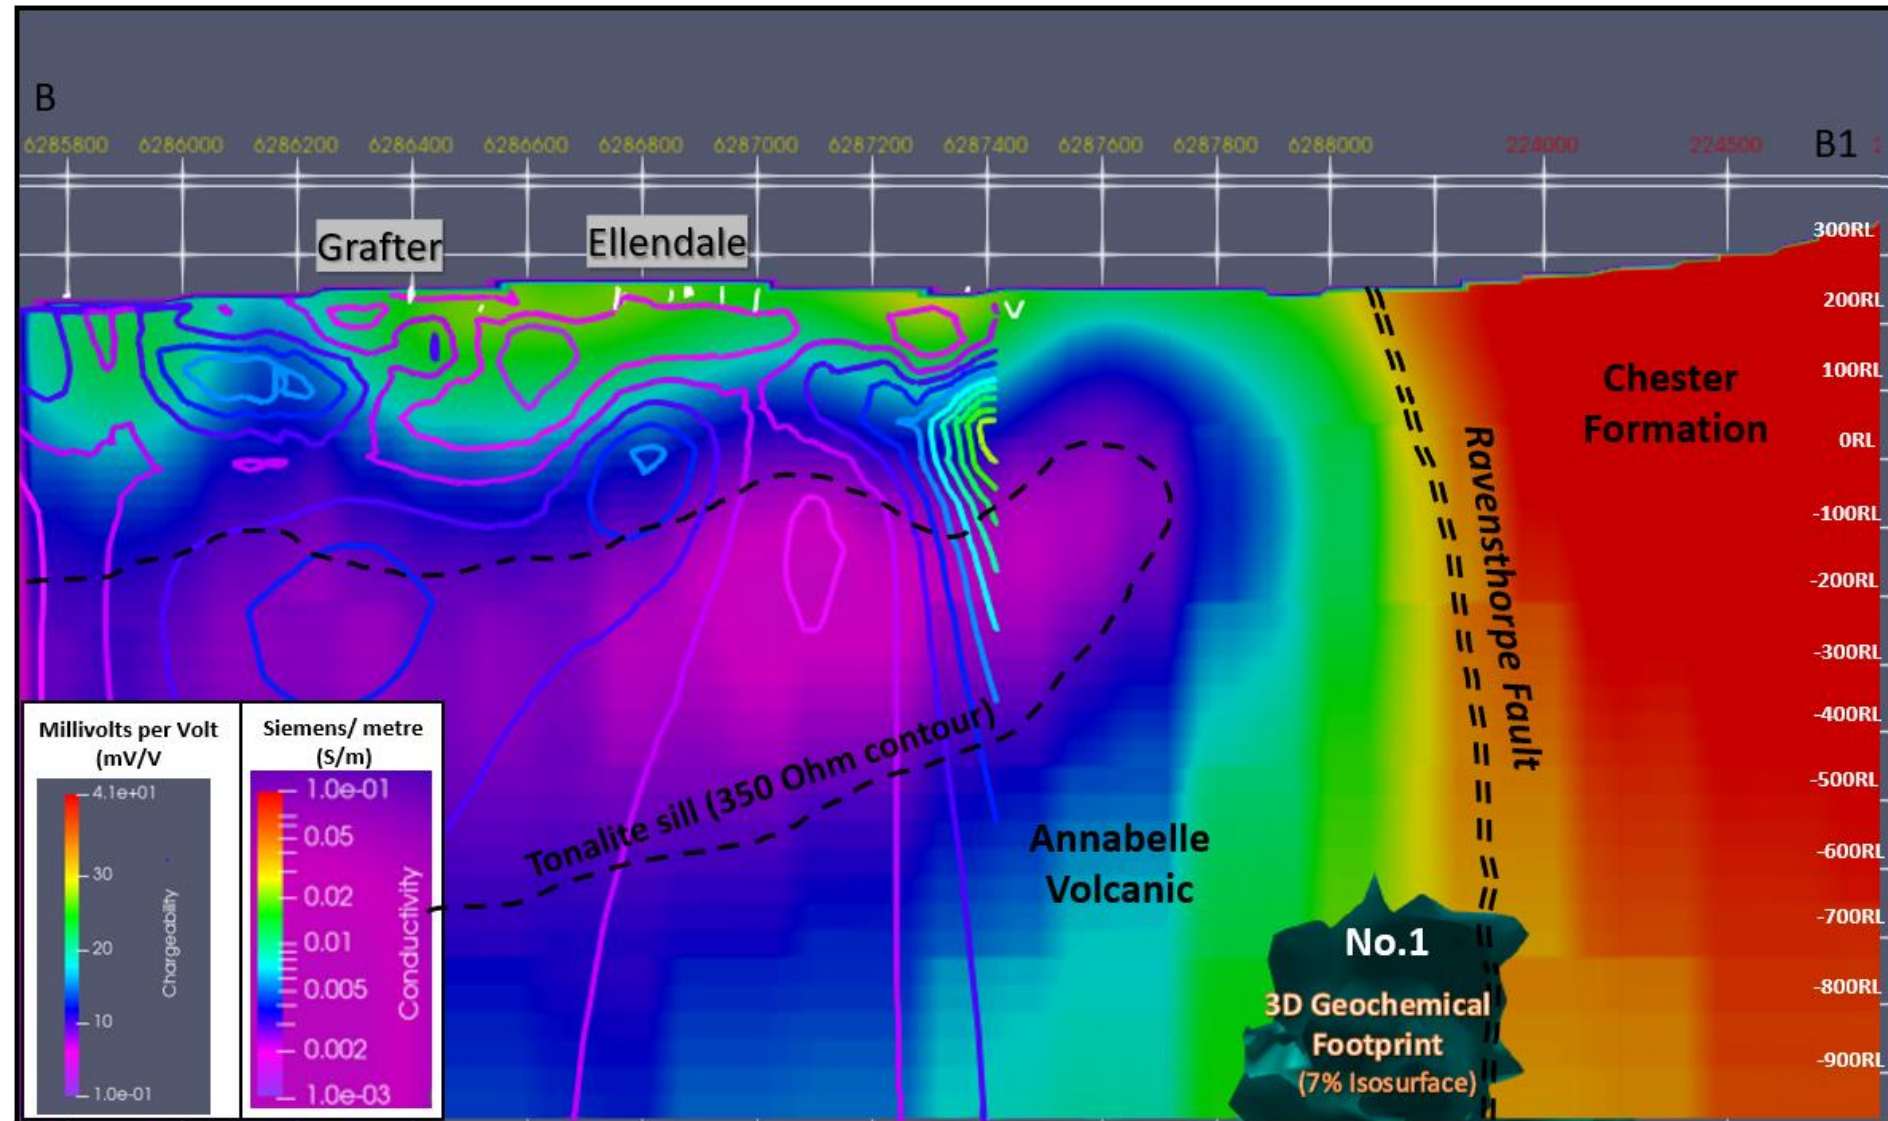 B
B1
6285800 6286000 6286200 6286400 6286600 6286800 6287000 6287200 6287400 6287600 6287800 6288000 224000 224500
Grafter
Ellendale
300RL
200RL
100RL
0RL
-100RL
-200RL
-300RL
-400RL
-500RL
-600RL
-700RL
-800RL
-900RL
Chester
Formation
Ravensthorpe Fault
Tonalite sill (350 Ohm contour)
Annabelle
Volcanic
No.1
3D Geochemical
Footprint
(7% Isosurface)
Millivolts per Volt
(mV/V
4.1e+01
30
20
10
1.0e-01
Chargeability
Siemens/ metre
(S/m)
1.0e-01
0.05
0.02
0.01
0.005
0.002
1.0e-03
Conductivity